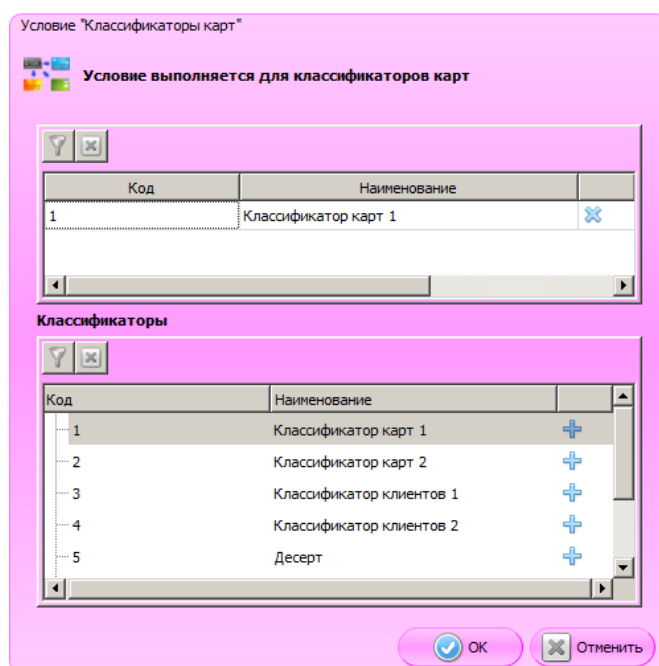 Условие "Классификаторы карт"
Условие выполняется для классификаторов карт
Код Наименование
1 Классификатор карт 1
Классификаторы
Код Наименование
1 Классификатор карт 1
2 Классификатор карт 2
3 Классификатор клиентов 1
4 Классификатор клиентов 2
5 Десерт
OK Отменить